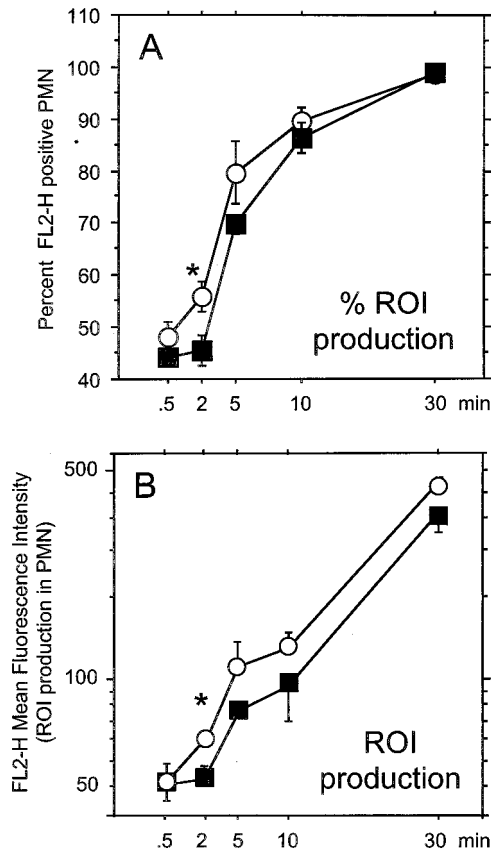 A
110
100
90
80
70
60
50
40
Percent FL2-H positive PMN
*
% ROI
production
.5 2 5 10 30 min
B
500
100
50
FL2-H Mean Fluorescence Intensity
(ROI production in PMN)
*
ROI
production
.5 2 5 10 30 min